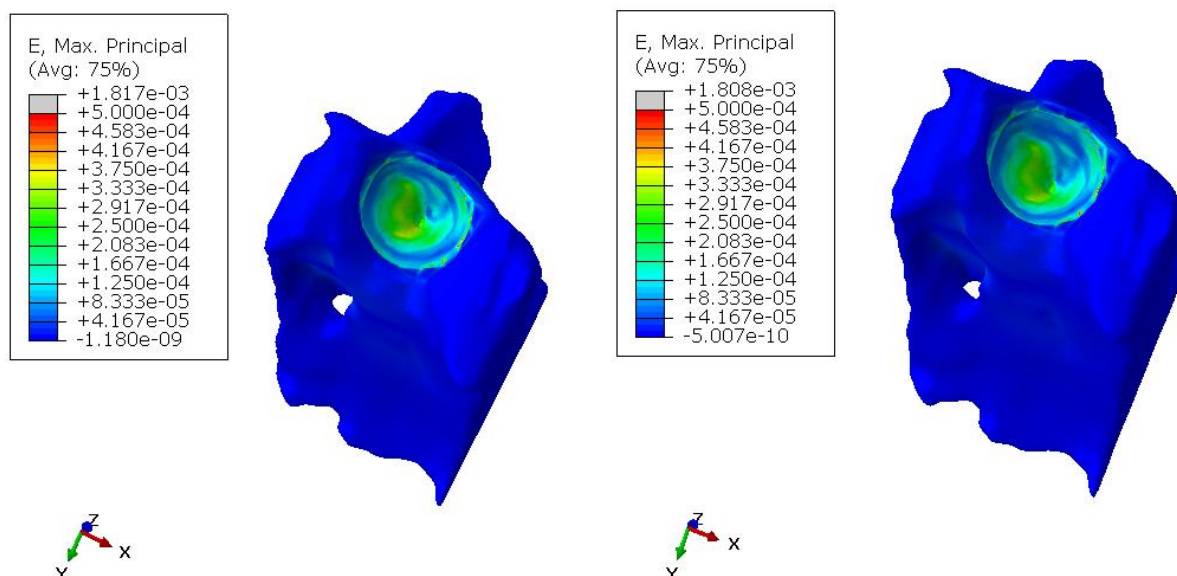 E, Max. Principal
(Avg: 75%)
+1.817e-03
+5.000e-04
+4.583e-04
+4.167e-04
+3.750e-04
+3.333e-04
+2.917e-04
+2.500e-04
+2.083e-04
+1.667e-04
+1.250e-04
+8.333e-05
+4.167e-05
-1.180e-09
Z
X
Y
E, Max. Principal
(Avg: 75%)
+1.808e-03
+5.000e-04
+4.583e-04
+4.167e-04
+3.750e-04
+3.333e-04
+2.917e-04
+2.500e-04
+2.083e-04
+1.667e-04
+1.250e-04
+8.333e-05
+4.167e-05
-5.007e-10
Z
X
Y